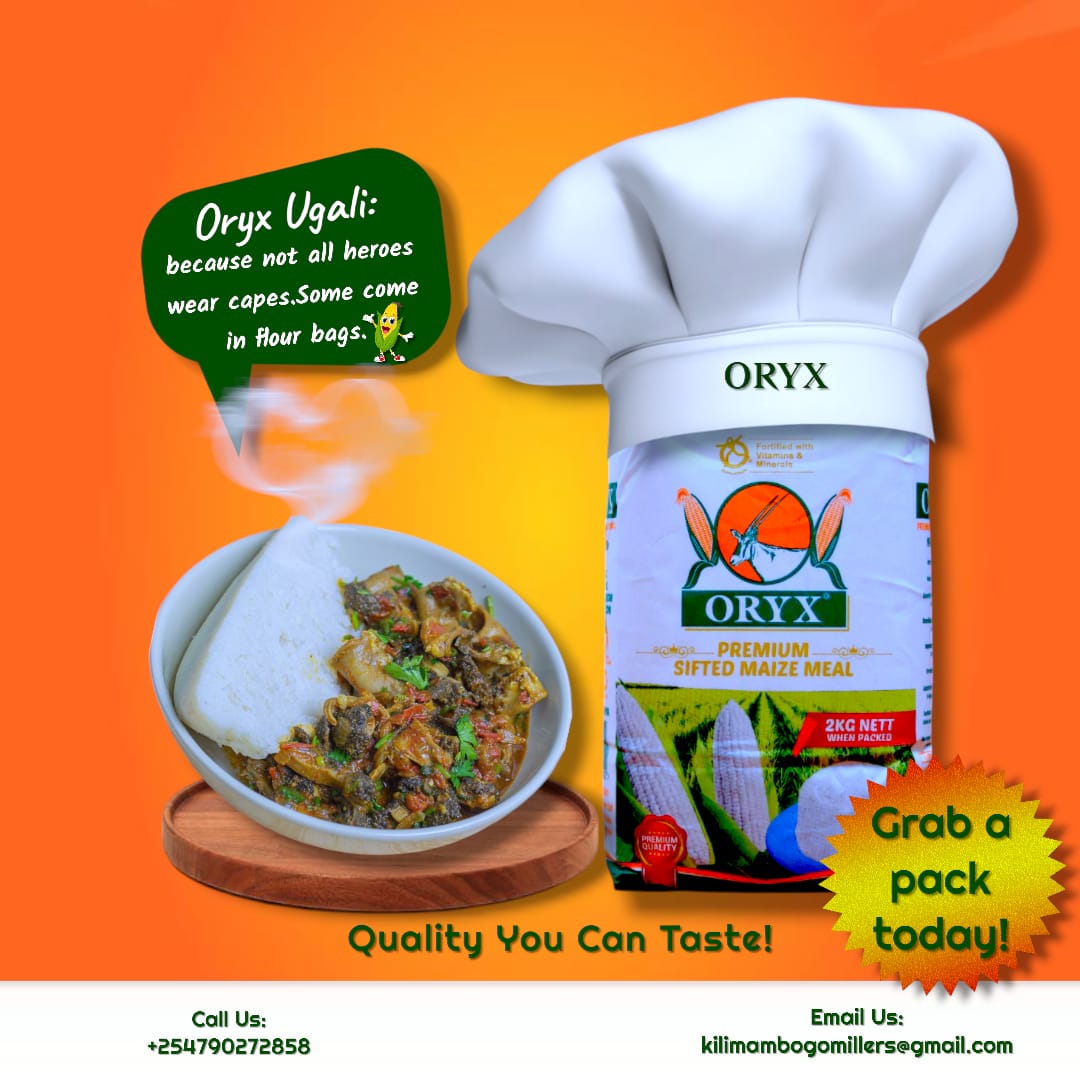 Oryx Ugali:
because not all heroes
wear capes.Some come
in flour bags.
ORYX
Fortified with
Vitamins &
Minerals
ORYX
PREMIUM
SIFTED MAIZE MEAL
2KG NETT
WHEN PACKED
PREMIUM
QUALITY
Grab a
pack
today!
Quality You Can Taste!
Call Us:
+254790272858
Email Us:
kilimambogomillers@gmail.com